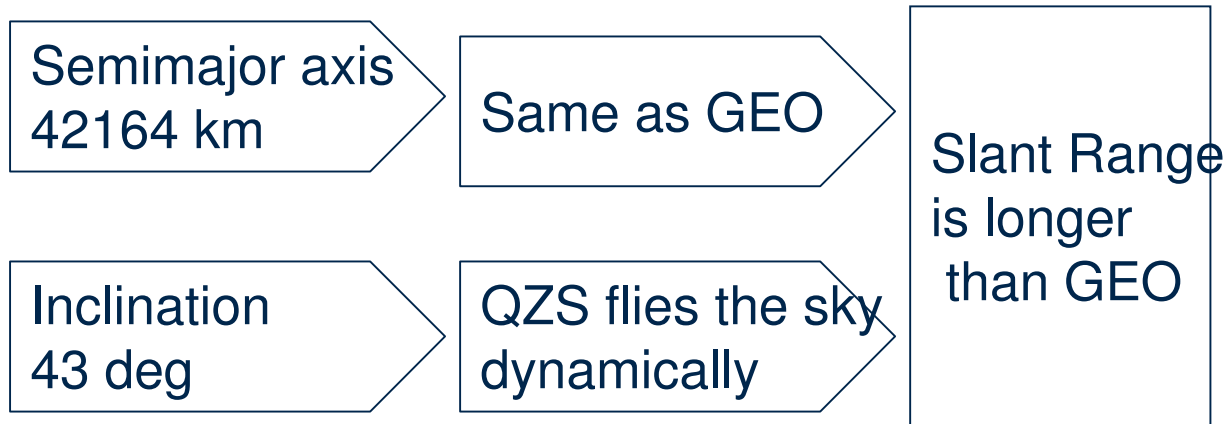 Semimajor axis
42164 km
Same as GEO
Inclination
43 deg
QZS flies the sky
dynamically
Slant Range
is longer
than GEO